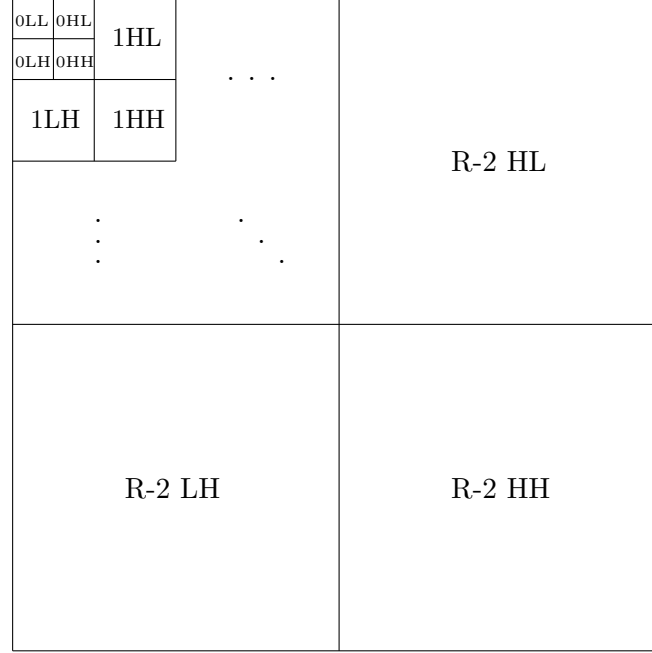 0LL 0HL
1HL
0LH 0HH
. . .
1LH 1HH
R-2 HL
R-2 LH R-2 HH